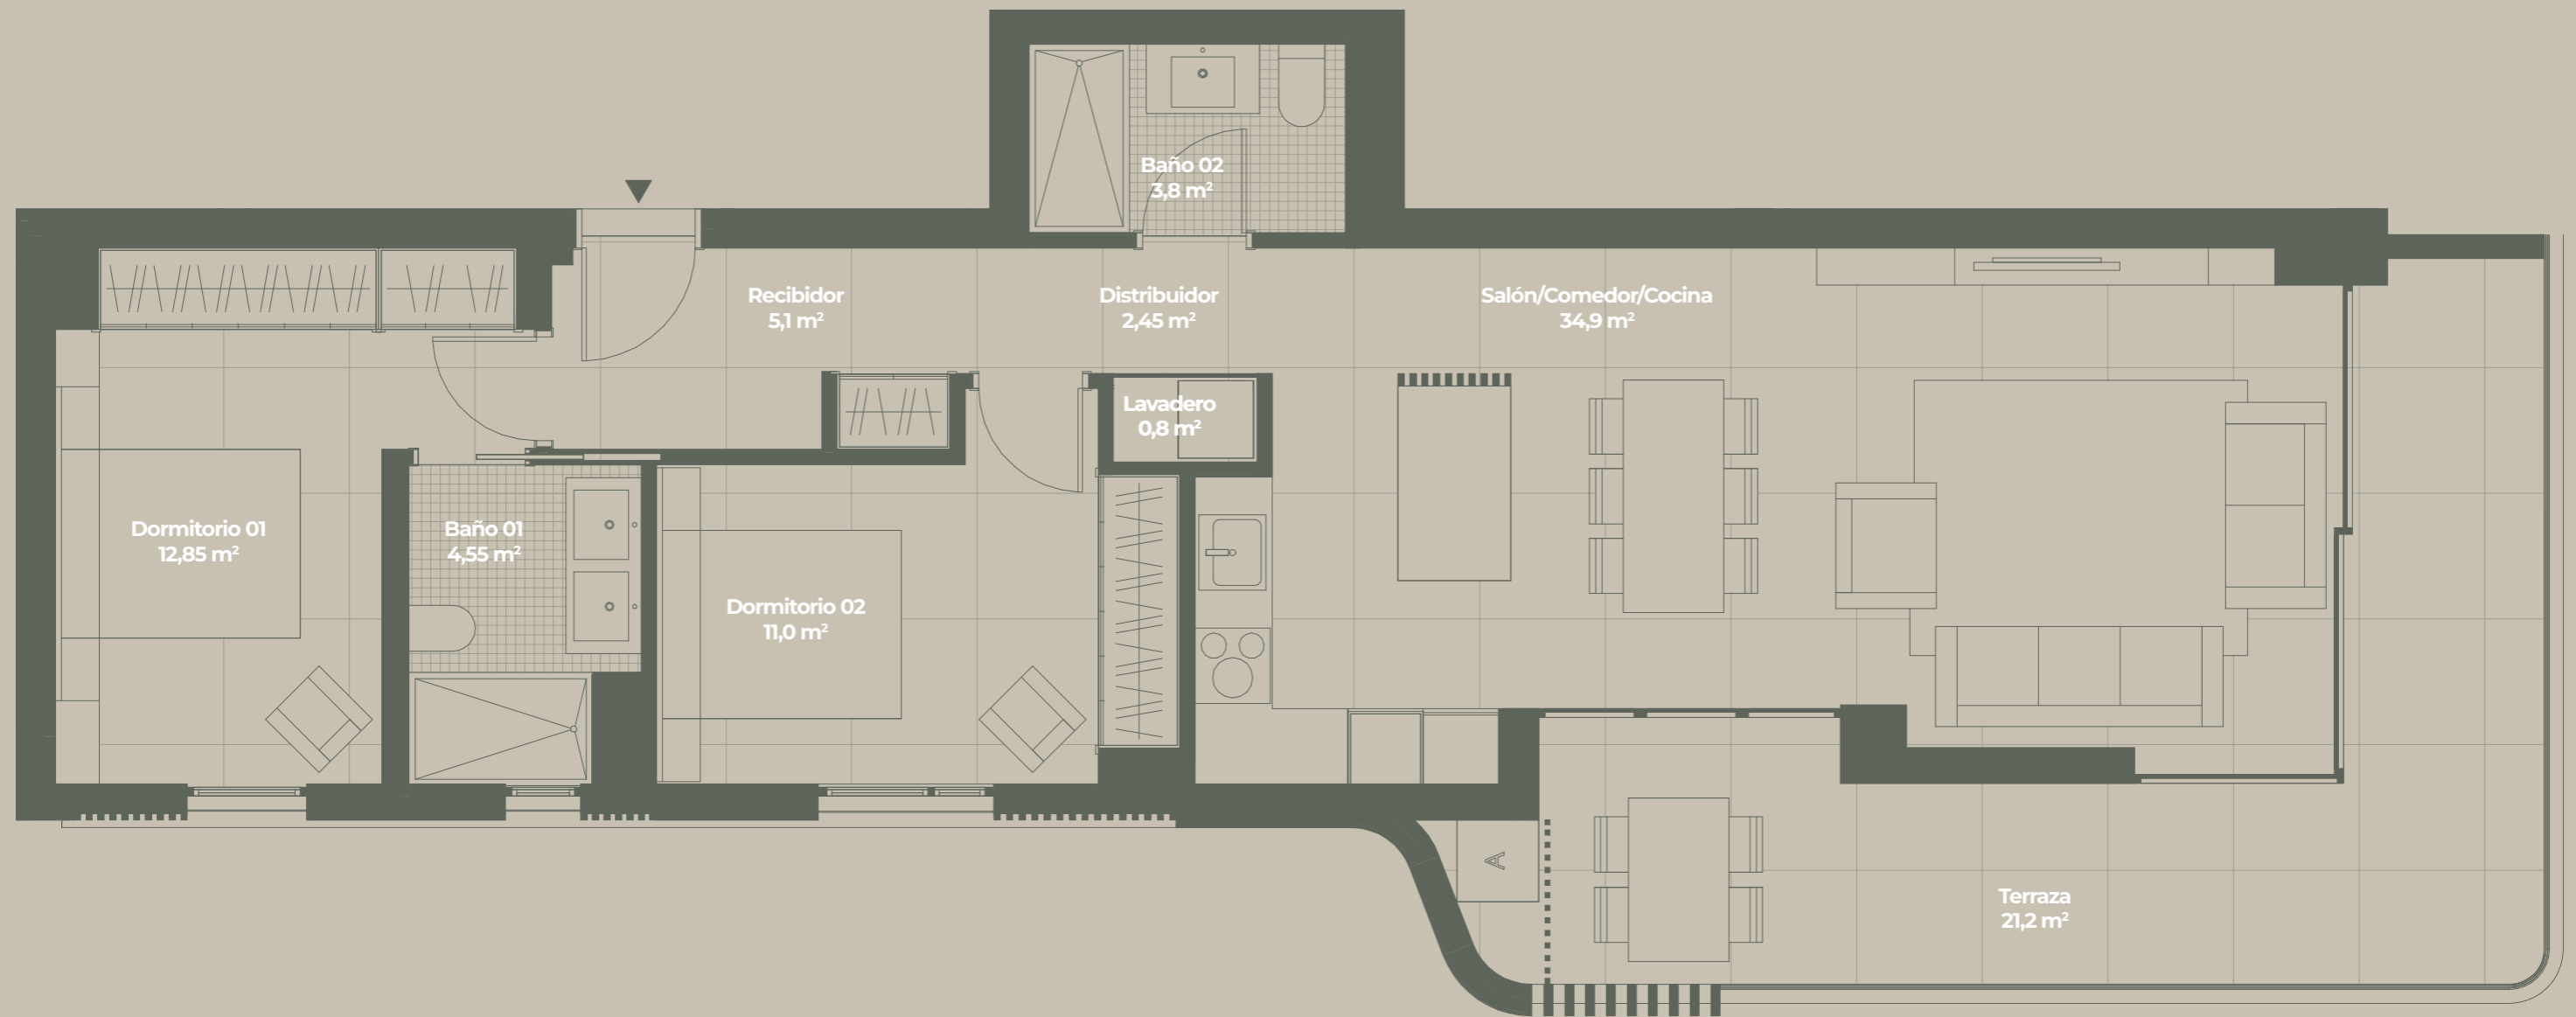 Baño 02
3,8 m²
Recibidor
5,1 m²
Distribuidor
2,45 m²
Salón/Comedor/Cocina
34,9 m²
Lavadero
0,8 m²
Dormitorio 01
12,85 m²
Baño 01
4,55 m²
Dormitorio 02
11,0 m²
A
Terraza
21,2 m²